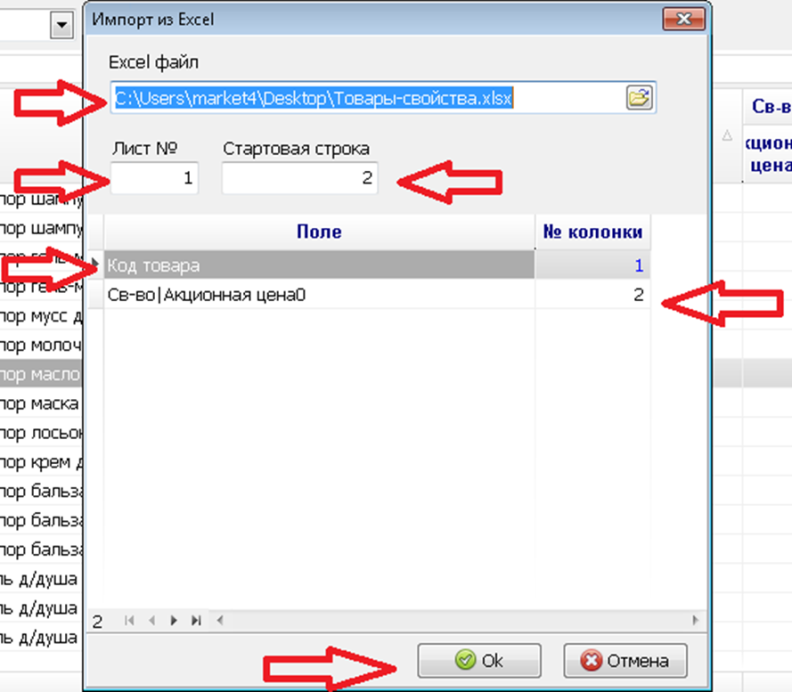 Импорт из Excel
Excel файл
C:\Users\market4\Desktop\Товары-свойства.xlsx
Лист № Стартовая строка
1 2
Поле № колонки
Код товара 1
Св-во|Акционная цена0 2
2
Ok Отмена
Св-в
кцион
цена
пор шампу
пор шампу
пор гель-м
пор гель-м
пор мусс д
пор молоч
пор масло
пор маска
пор лосьо
пор крем д
пор бальза
пор бальза
пор бальза
ль д/душа
ль д/душа
ль д/душа